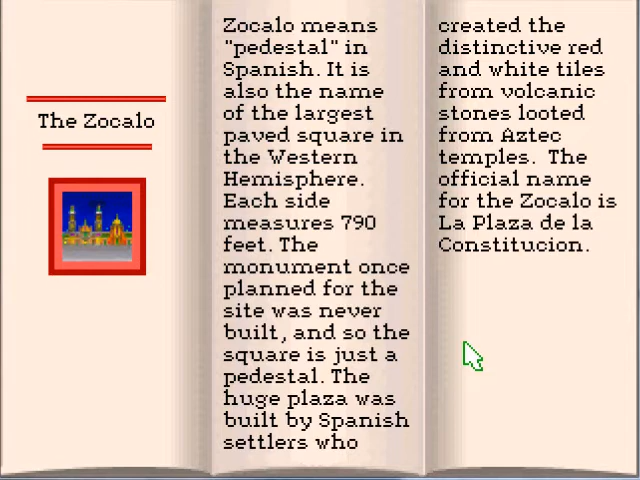 The Zocalo
Zocalo means
"pedestal" in
Spanish. It is
also the name
of the largest
paved square in
the Western
Hemisphere.
Each side
measures 790
feet. The
monument once
planned for the
site was never
built, and so the
square is just a
pedestal. The
huge plaza was
built by Spanish
settlers who
created the
distinctive red
and white tiles
from volcanic
stones looted
from Aztec
temples.  The
official name
for the Zocalo is
La Plaza de la
Constitucion.